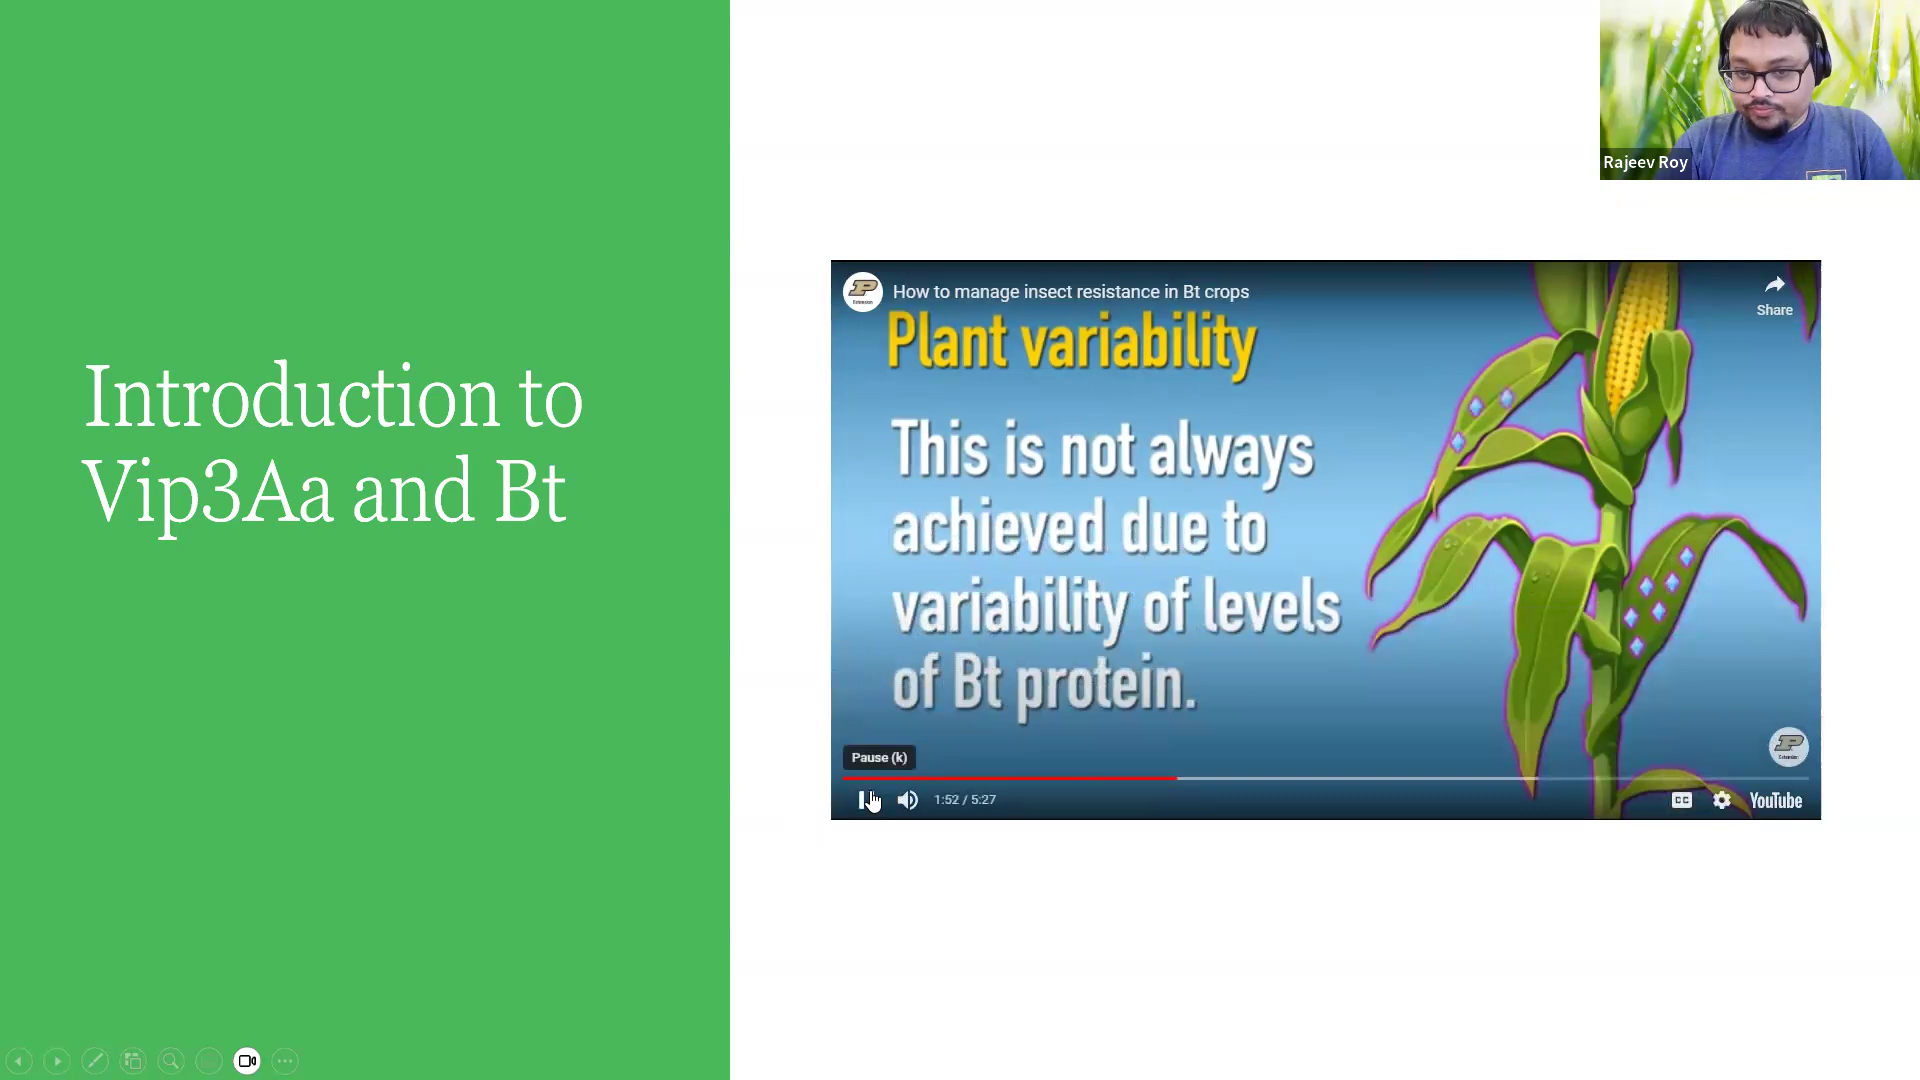 Introduction to
Vip3Aa and Bt
Rajeev Roy
How to manage insect resistance in Bt crops
Share
Plant variability
This is not always
achieved due to
variability of levels
of Bt protein.
Pause (k)
1:52 / 5:27
CC
YouTube